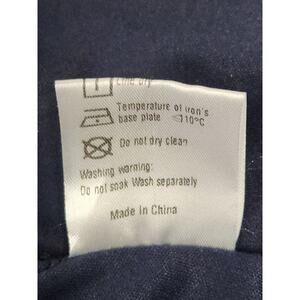 Line dry
Temperature of iron's
base plate ≤110°C
Do not dry clean
Washing warning:
Do not soak Wash separately
Made in China